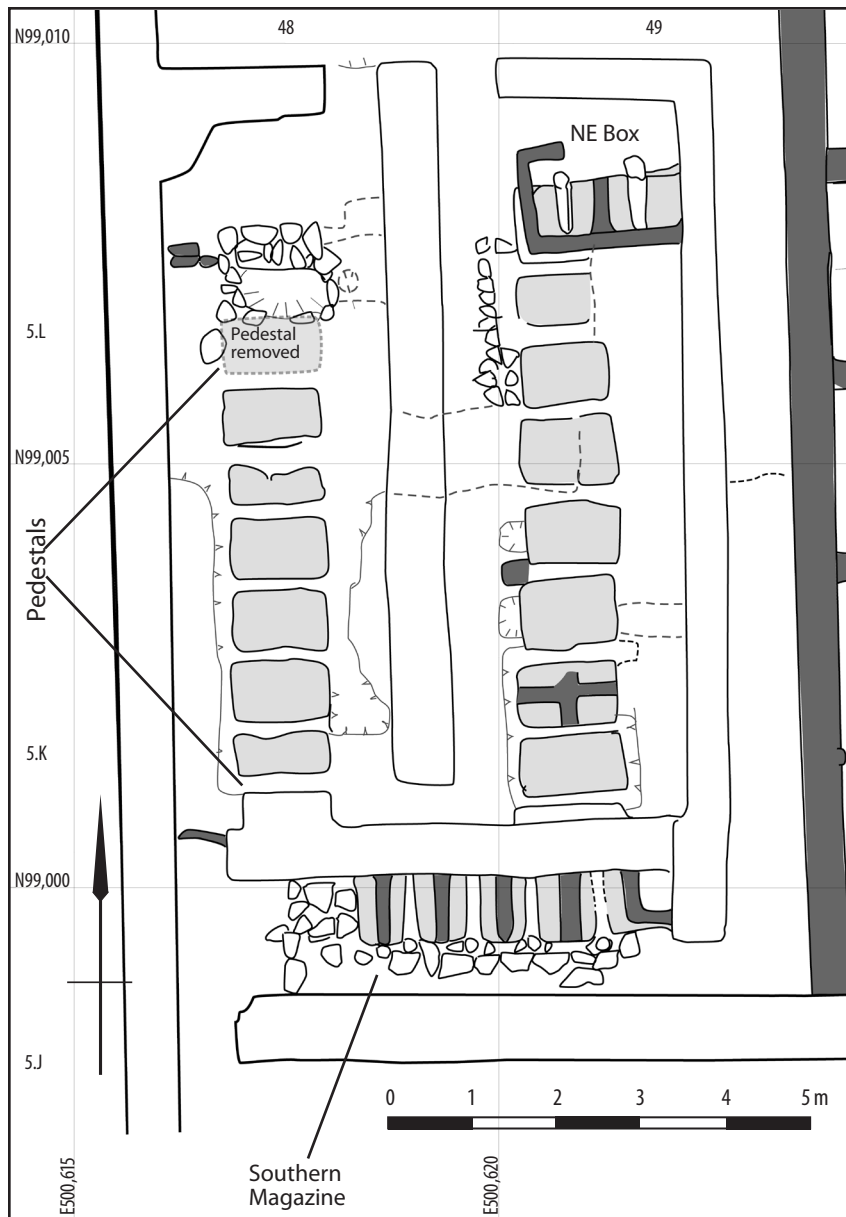 48
49
N99,010
NE Box
5.L
Pedestal
removed
N99,005
Pedestals
5.K
N99,000
5.J
0 1 2 3 4 5 m
Southern
Magazine
E500,615
E500,620